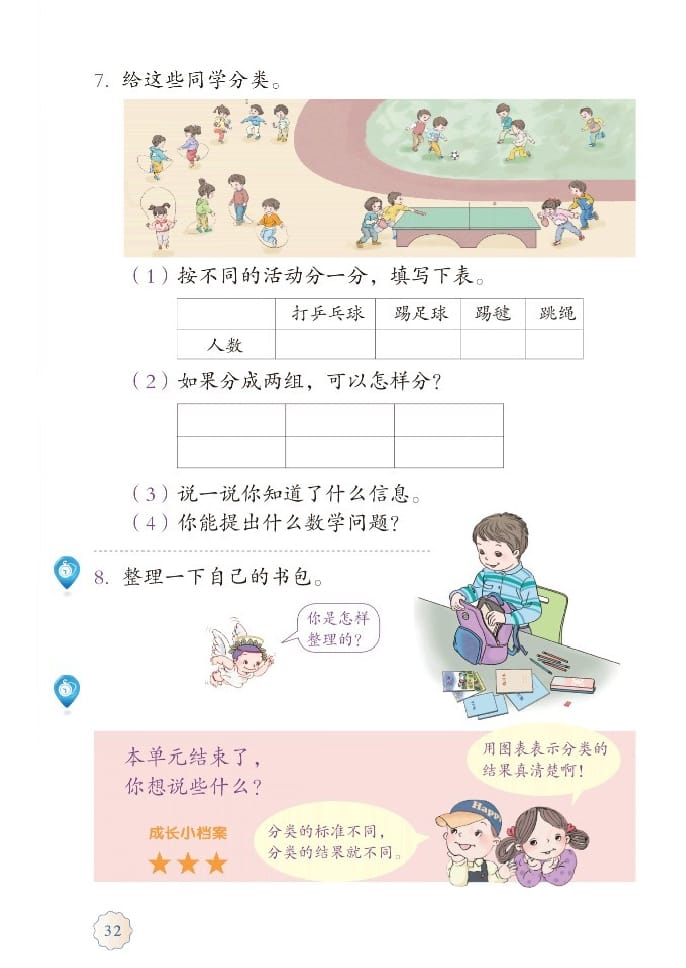 7. 给这些同学分类。
（1）按不同的活动分一分，填写下表。
打乒乓球 踢足球 踢毽 跳绳
人数
（2）如果分成两组，可以怎样分？
（3）说一说你知道了什么信息。
（4）你能提出什么数学问题？
8. 整理一下自己的书包。
你是怎样
整理的？
本单元结束了，
你想说些什么？
用图表表示分类的
结果真清楚啊！
成长小档案
分类的标准不同，
分类的结果就不同。
Happy
32